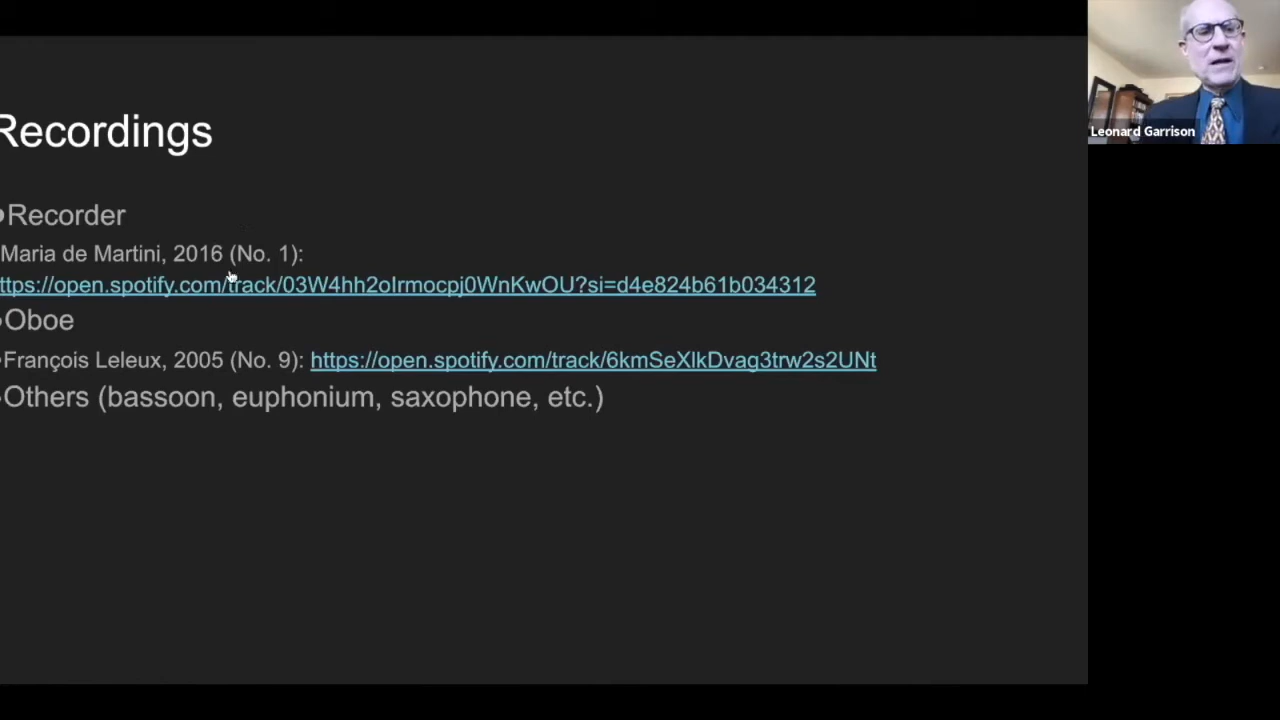 Recordings
Leonard Garrison
•Recorder
Maria de Martini, 2016 (No. 1):
ttps://open.spotify.com/track/03W4hh2oIrmocpj0WnKwOU?si=d4e824b61b034312
•Oboe
•François Leleux, 2005 (No. 9): https://open.spotify.com/track/6kmSeXlkDvag3trw2s2UNt
•Others (bassoon, euphonium, saxophone, etc.)